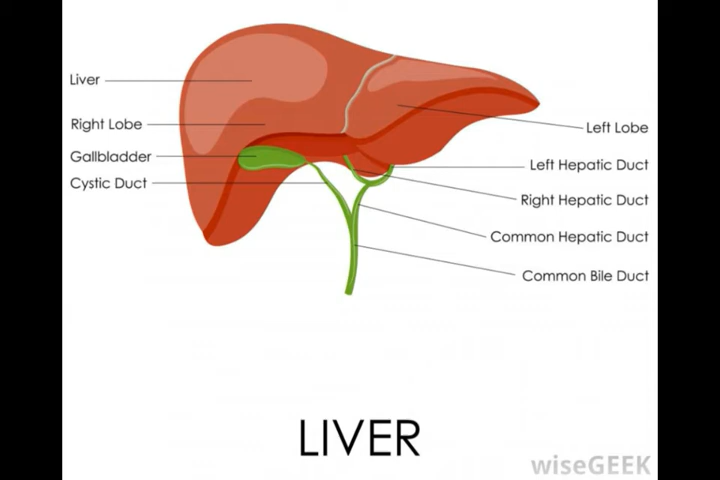 Liver
Right Lobe
Gallbladder
Cystic Duct
Left Lobe
Left Hepatic Duct
Right Hepatic Duct
Common Hepatic Duct
Common Bile Duct
LIVER
wiseGEEK